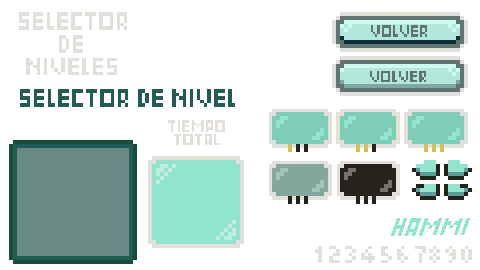 SELECTOR
DE
NIVELES
SELECTOR DE NIVEL
TIEMPO
TOTAL
VOLVER
VOLVER
HAMMI
1234567890